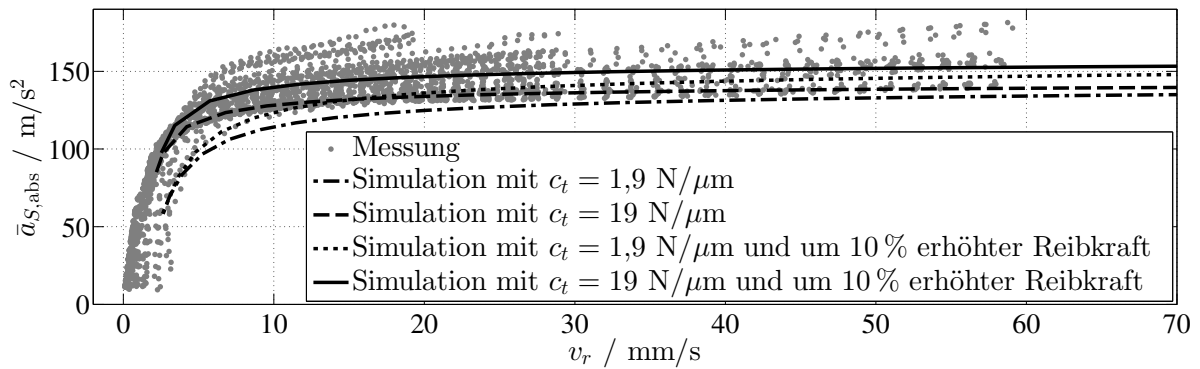 150
100
50
0
ā_{S,abs} / m/s²
Messung
Simulation mit c_t = 1,9 N/μm
Simulation mit c_t = 19 N/μm
Simulation mit c_t = 1,9 N/μm und um 10 % erhöhter Reibkraft
Simulation mit c_t = 19 N/μm und um 10 % erhöhter Reibkraft
0 10 20 30 40 50 60 70
v_r / mm/s